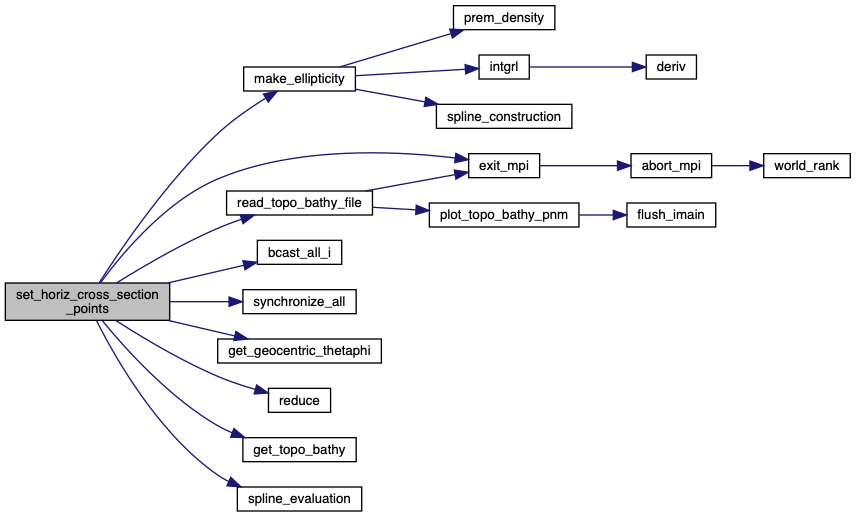 prem_density
make_ellipticity
intgrl
deriv
spline_construction
exit_mpi
abort_mpi
world_rank
read_topo_bathy_file
plot_topo_bathy_pnm
flush_imain
bcast_all_i
set_horiz_cross_section
_points
synchronize_all
get_geocentric_thetaphi
reduce
get_topo_bathy
spline_evaluation